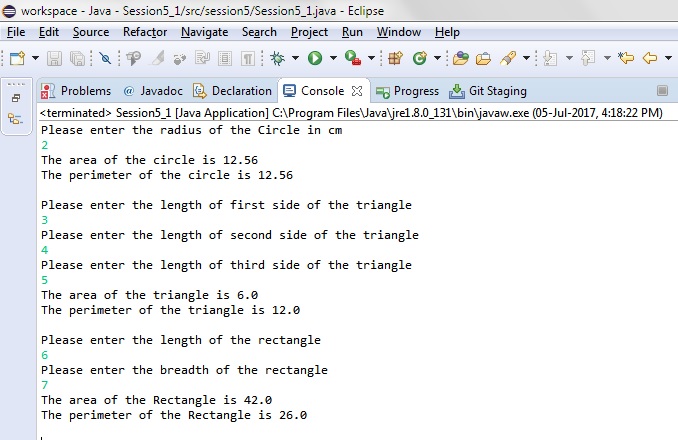 workspace - Java - Session5_1/src/session5/Session5_1.java - Eclipse
File Edit Source Refactor Navigate Search Project Run Window Help
Problems @ Javadoc Declaration Console Progress Git Staging
<terminated> Session5_1 [Java Application] C:\Program Files\Java\jre1.8.0_131\bin\javaw.exe (05-Jul-2017, 4:18:22 PM)
Please enter the radius of the Circle in cm
2
The area of the circle is 12.56
The perimeter of the circle is 12.56
Please enter the length of first side of the triangle
3
Please enter the length of second side of the triangle
4
Please enter the length of third side of the triangle
5
The area of the triangle is 6.0
The perimeter of the triangle is 12.0
Please enter the length of the rectangle
6
Please enter the breadth of the rectangle
7
The area of the Rectangle is 42.0
The perimeter of the Rectangle is 26.0